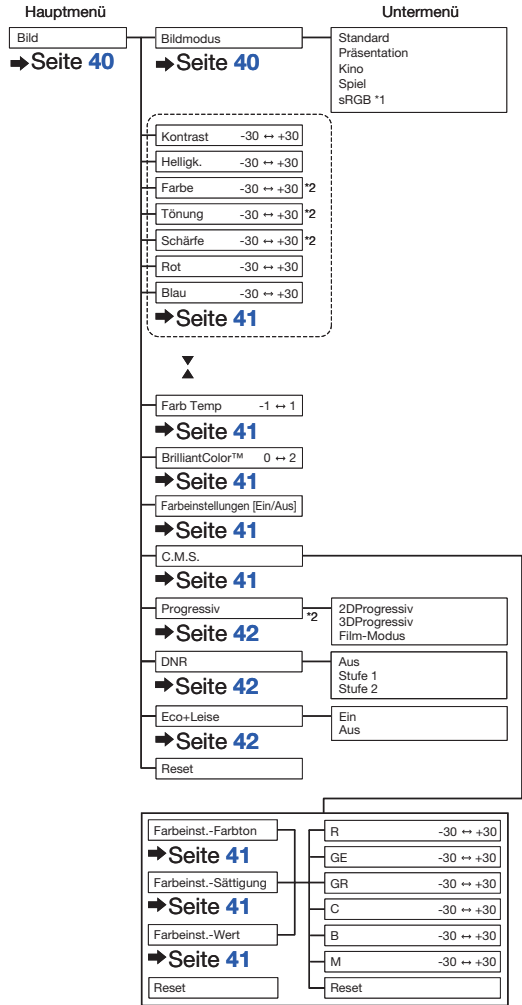 Hauptmenü
Untermenü
Bild
➡Seite 40
Bildmodus
➡Seite 40
Standard
Präsentation
Kino
Spiel
sRGB *1
Kontrast -30 ↔ +30
Helligk. -30 ↔ +30
Farbe -30 ↔ +30 *2
Tönung -30 ↔ +30 *2
Schärfe -30 ↔ +30 *2
Rot -30 ↔ +30
Blau -30 ↔ +30
➡Seite 41
Farb Temp -1 ↔ 1
➡Seite 41
BrilliantColor™ 0 ↔ 2
➡Seite 41
Farbeinstellungen [Ein/Aus]
➡Seite 41
C.M.S.
➡Seite 41
Progressiv *2
➡Seite 42
2DProgressiv
3DProgressiv
Film-Modus
DNR
➡Seite 42
Aus
Stufe 1
Stufe 2
Eco+Leise
➡Seite 42
Ein
Aus
Reset
Farbeinst.-Farbton
➡Seite 41
Farbeinst.-Sättigung
➡Seite 41
Farbeinst.-Wert
➡Seite 41
Reset
R -30 ↔ +30
GE -30 ↔ +30
GR -30 ↔ +30
C -30 ↔ +30
B -30 ↔ +30
M -30 ↔ +30
Reset